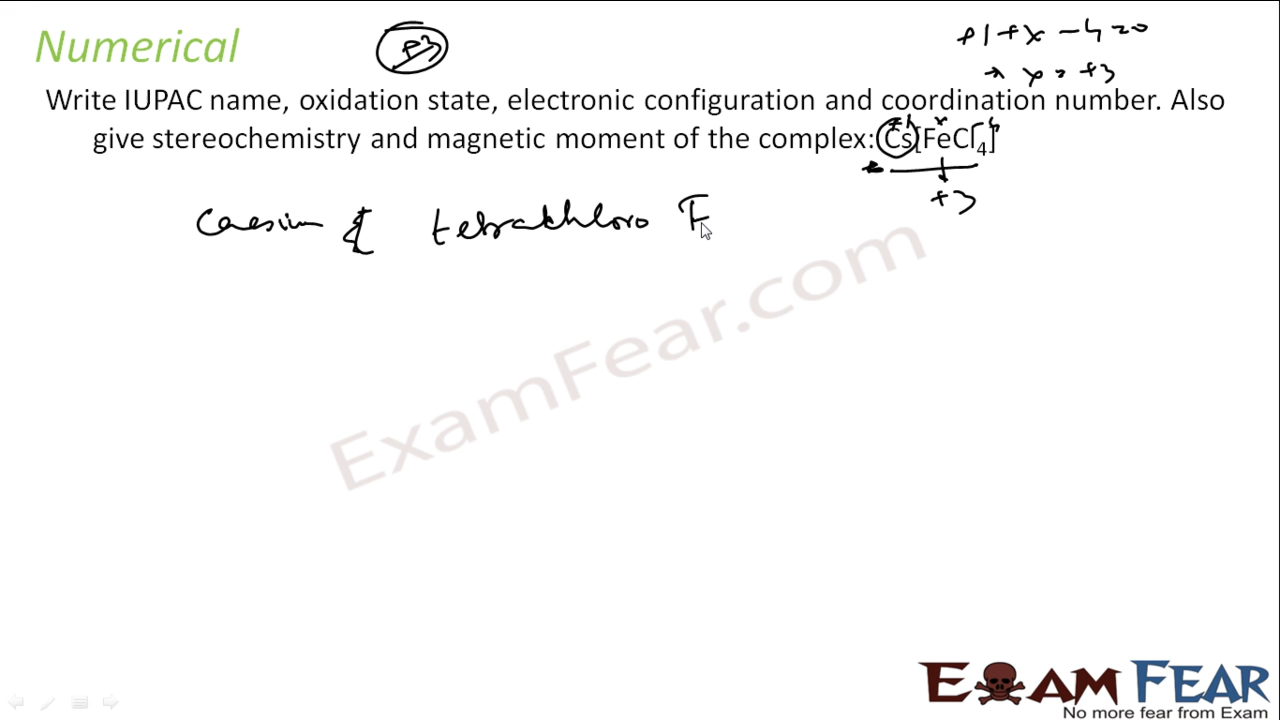 Numerical
+3
+1 + x - 4 = 0
→ x = +3
Write IUPAC name, oxidation state, electronic configuration and coordination number. Also
give stereochemistry and magnetic moment of the complex: Cs[FeCl4]
+3
Caesium tetrachloro F
ExamFear.com
EXAM FEAR
No more fear from Exam